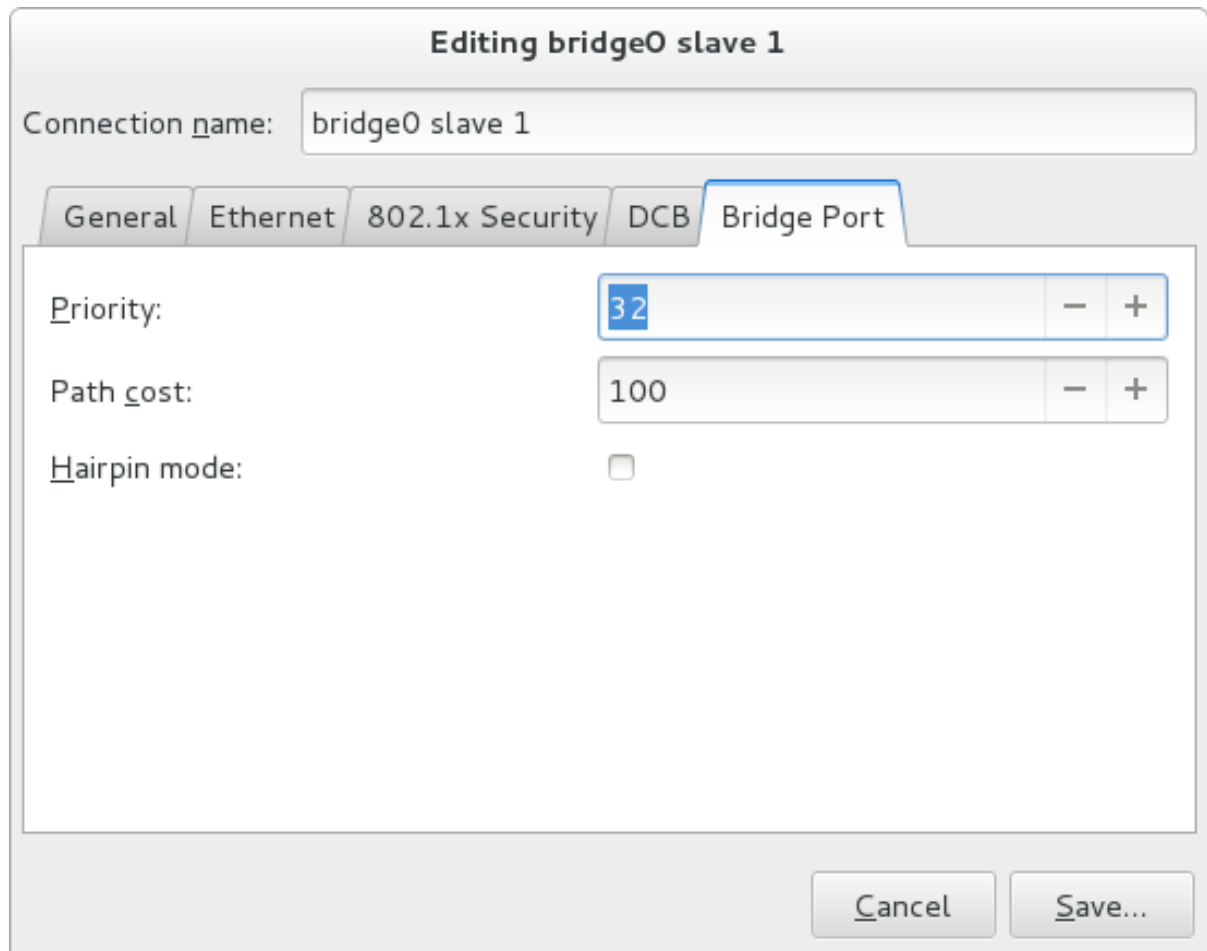 Editing bridge0 slave 1
Connection name: bridge0 slave 1
General Ethernet 802.1x Security DCB Bridge Port
Priority: 32 − +
Path cost: 100 − +
Hairpin mode:
Cancel Save...